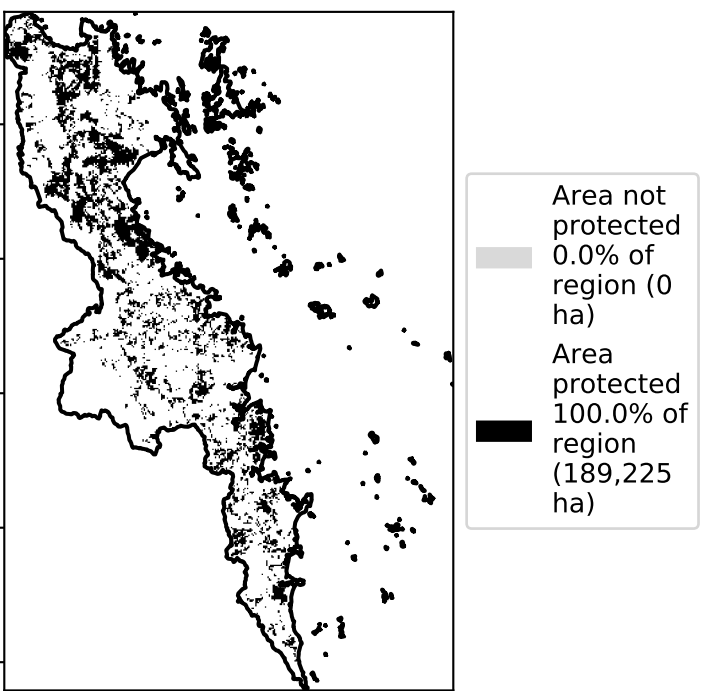 Area not
protected
0.0% of
region (0
ha)
Area
protected
100.0% of
region
(189,225
ha)